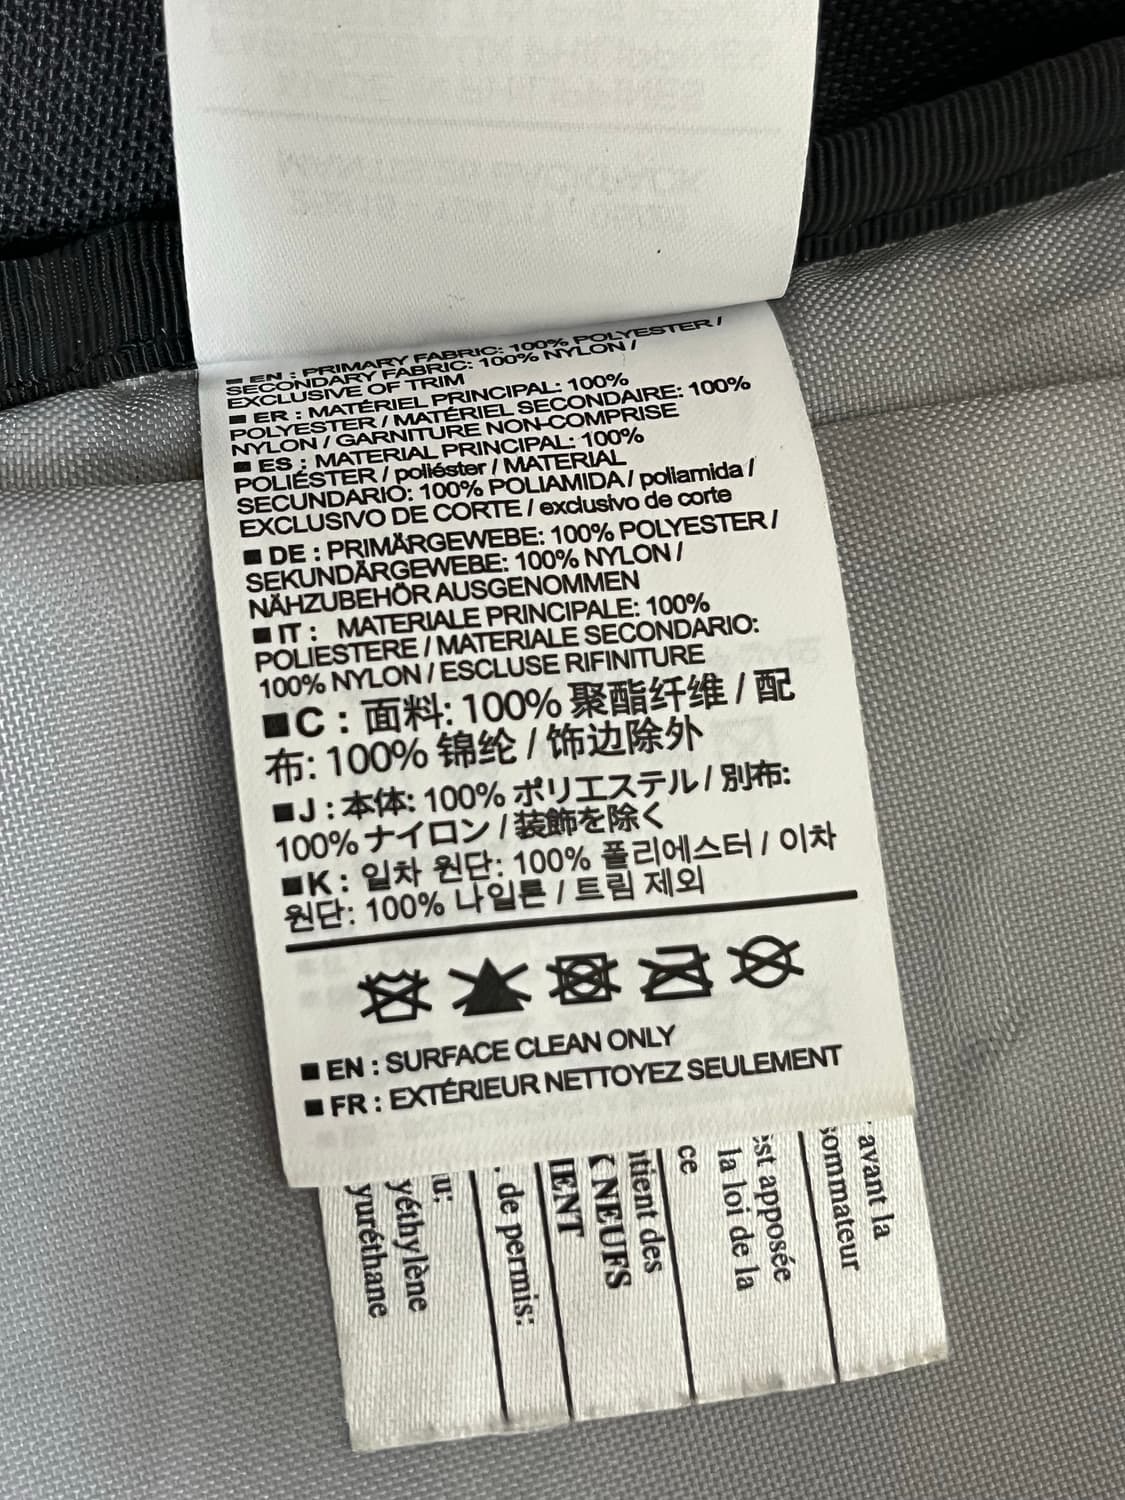 ■ EN : PRIMARY FABRIC: 100% POLYESTER /
SECONDARY FABRIC: 100% NYLON /
EXCLUSIVE OF TRIM
■ ER : MATÉRIEL PRINCIPAL: 100%
POLYESTER / MATÉRIEL SECONDAIRE: 100%
NYLON / GARNITURE NON-COMPRISE
■ ES : MATERIAL PRINCIPAL: 100%
POLIÉSTER / poliéster / MATERIAL
SECUNDARIO: 100% POLIAMIDA / poliamida /
EXCLUSIVO DE CORTE / exclusivo de corte
■ DE : PRIMÄRGEWEBE: 100% POLYESTER /
SEKUNDÄRGEWEBE: 100% NYLON /
NÄHZUBEHÖR AUSGENOMMEN
■ IT : MATERIALE PRINCIPALE: 100%
POLIESTERE / MATERIALE SECONDARIO:
100% NYLON / ESCLUSE RIFINITURE
■ C : 面料: 100% 聚酯纤维 / 配
布: 100% 锦纶 / 饰边除外
■ J : 本体: 100% ポリエステル / 別布:
100% ナイロン / 装飾を除く
■ K : 일차 원단: 100% 폴리에스터 / 이차
원단: 100% 나일론 / 트림 제외
■ EN : SURFACE CLEAN ONLY
■ FR : EXTÉRIEUR NETTOYEZ SEULEMENT
avant la
sommateur
st apposée
la loi de la
ce
tient des
NEUFS
IENT
. de permis:
u:
yéthylène
yuréthane